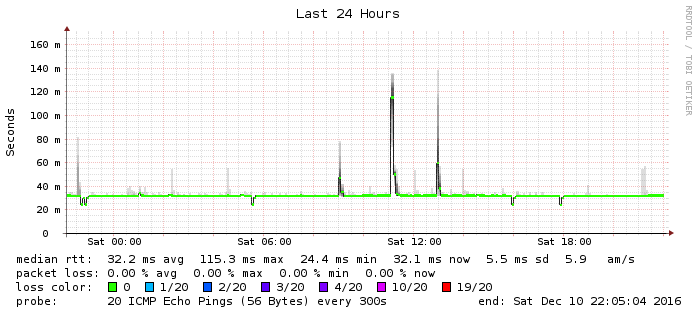 Last 24 Hours
RRDTOOL / TOBI OETIKER
Seconds
160 m
140 m
120 m
100 m
80 m
60 m
40 m
20 m
0
Sat 00:00 Sat 06:00 Sat 12:00 Sat 18:00
median rtt: 32.2 ms avg 115.3 ms max 24.4 ms min 32.1 ms now 5.5 ms sd 5.9 am/s
packet loss: 0.00 % avg 0.00 % max 0.00 % min 0.00 % now
loss color: 0 1/20 2/20 3/20 4/20 10/20 19/20
probe: 20 ICMP Echo Pings (56 Bytes) every 300s end: Sat Dec 10 22:05:04 2016